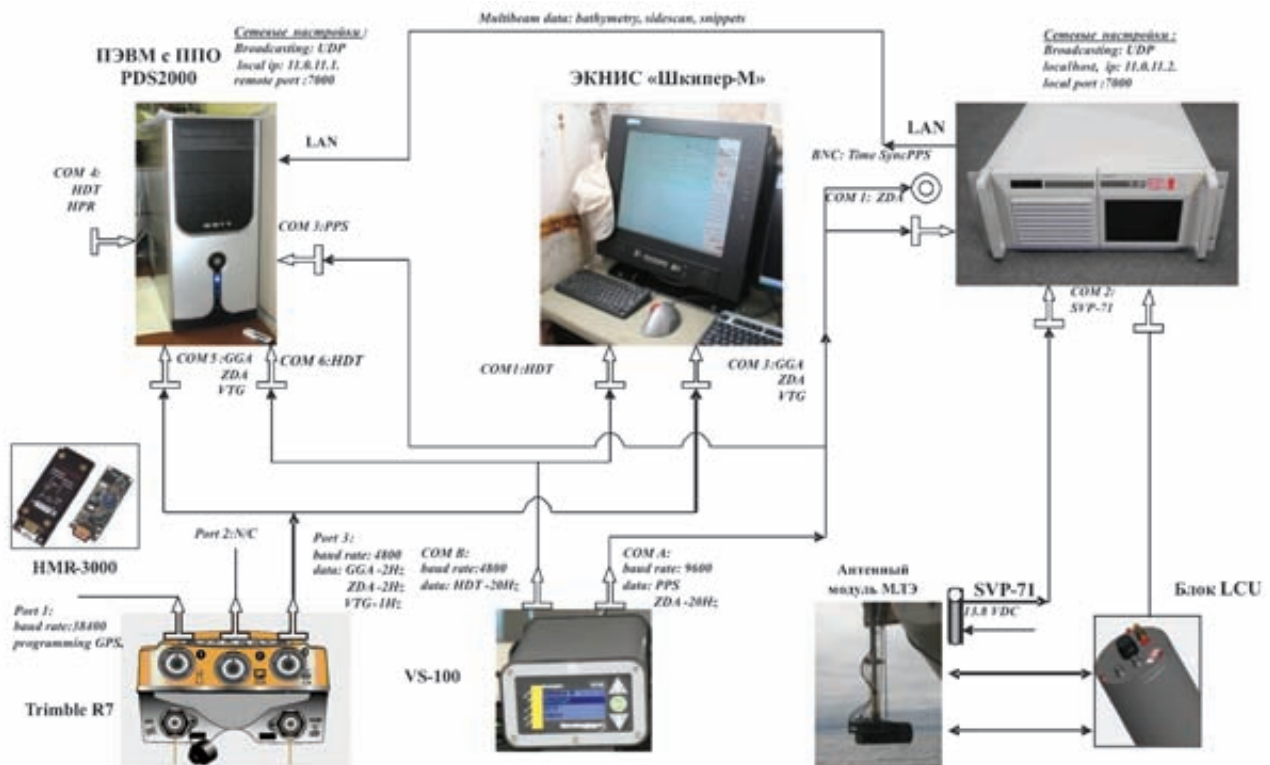 Multibeam data: bathymetry, sidescan, snippets
Сетевые настройки:
Broadcasting: UDP
local ip: 11.0.11.1.
remote port :7000
ПЭВМ с ППО
PDS2000
ЭКНИС «Шкипер-М»
Сетевые настройки:
Broadcasting: UDP
localhost, ip: 11.0.11.2.
local port :7000
LAN
LAN
BNC: Time SyncPPS
COM 1: ZDA
COM 4:
HDT
HPR
COM 3:PPS
COM 2:
SVP-71
COM 5 :GGA
ZDA
VTG
COM 6:HDT
COM1:HDT
COM 3:GGA
ZDA
VTG
HMR-3000
Port 1:
baud rate:38400
programming GPS.
Port 2:N/C
Port 3:
baud rate: 4800
data: GGA -2Hz;
ZDA -2Hz;
VTG-1Hz;
COM B:
baud rate:4800
data: HDT -20Hz;
COM A:
baud rate: 9600
data: PPS
ZDA -20Hz;
Trimble R7
VS-100
Антенный
модуль МЛЭ
SVP-71
13.8 VDC
Блок LCU